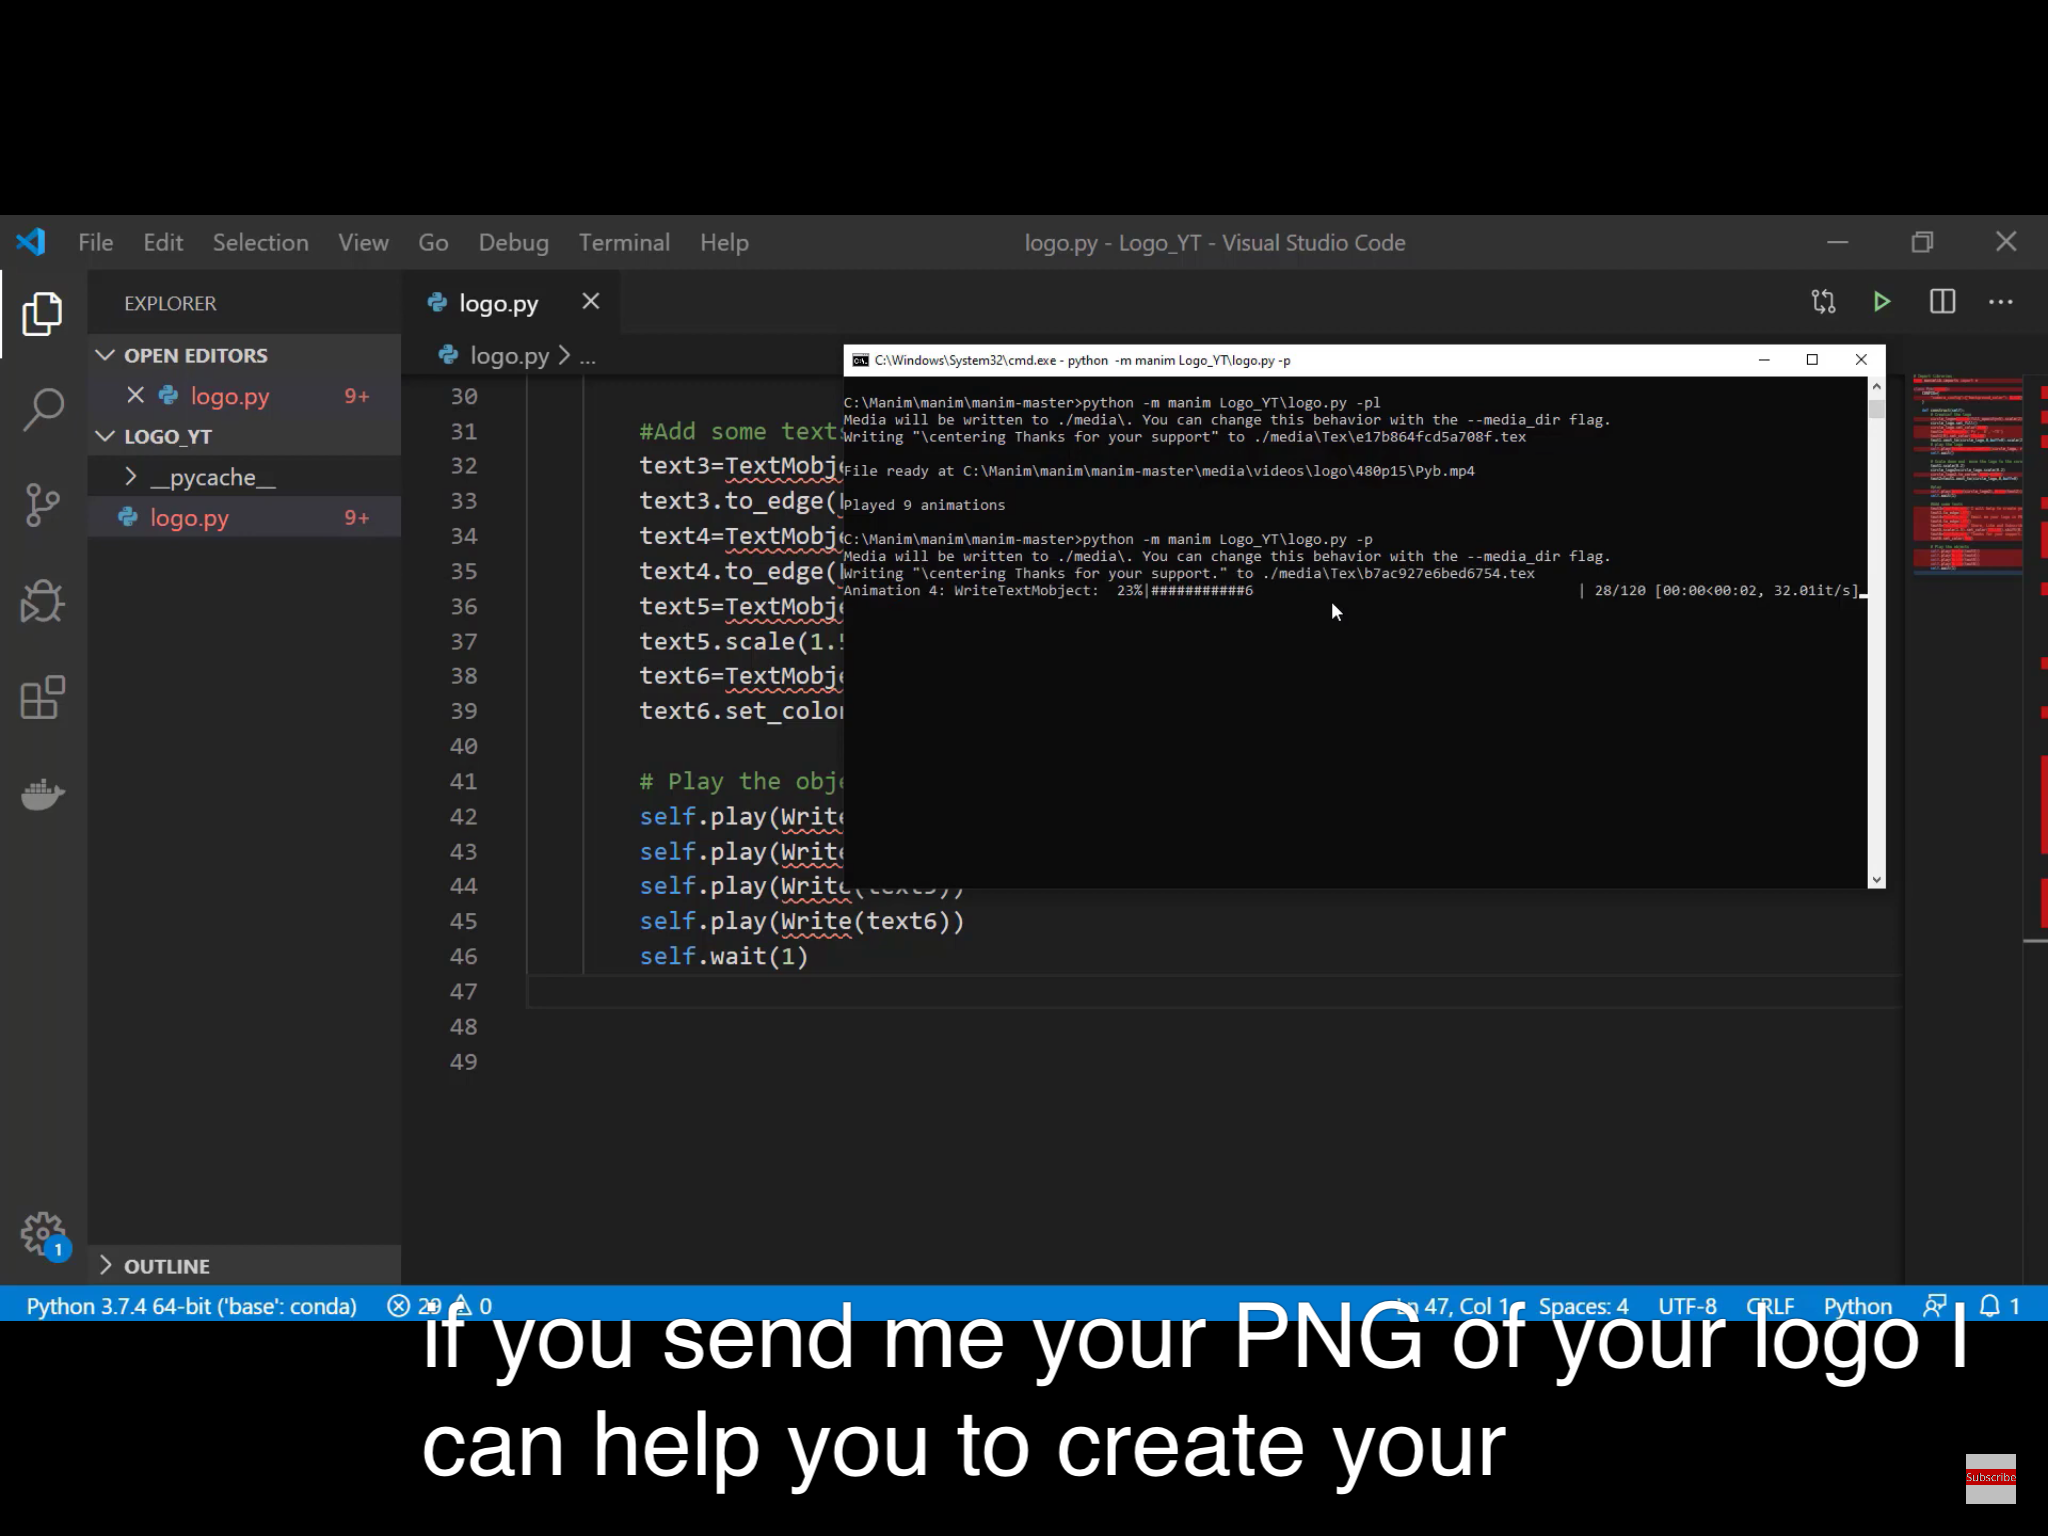 File Edit Selection View Go Debug Terminal Help
logo.py - Logo_YT - Visual Studio Code
EXPLORER
OPEN EDITORS
logo.py 9+
LOGO_YT
__pycache__
logo.py 9+
OUTLINE
logo.py
logo.py > ...
30
31 #Add some text
32 text3=TextMobj
33 text3.to_edge(
34 text4=TextMobj
35 text4.to_edge(
36 text5=TextMobj
37 text5.scale(1.
38 text6=TextMobj
39 text6.set_colo
40
41 # Play the obj
42 self.play(Write
43 self.play(Write
44 self.play(Write(text5))
45 self.play(Write(text6))
46 self.wait(1)
47
48
49
C:\Windows\System32\cmd.exe - python -m manim Logo_YT\logo.py -p
C:\Manim\manim\manim-master>python -m manim Logo_YT\logo.py -pl
Media will be written to ./media\. You can change this behavior with the --media_dir flag.
Writing "\centering Thanks for your support" to ./media\Tex\e17b864fcd5a708f.tex
File ready at C:\Manim\manim\manim-master\media\videos\logo\480p15\Pyb.mp4
Played 9 animations
C:\Manim\manim\manim-master>python -m manim Logo_YT\logo.py -p
Media will be written to ./media\. You can change this behavior with the --media_dir flag.
Writing "\centering Thanks for your support." to ./media\Tex\b7ac927e6bed6754.tex
Animation 4: WriteTextMobject: 23%|###########6 | 28/120 [00:00<00:02, 32.01it/s]
1
Python 3.7.4 64-bit ('base': conda) 29 0 Ln 47, Col 1 Spaces: 4 UTF-8 CRLF Python 1
if you send me your PNG of your logo I
can help you to create your
Subscribe